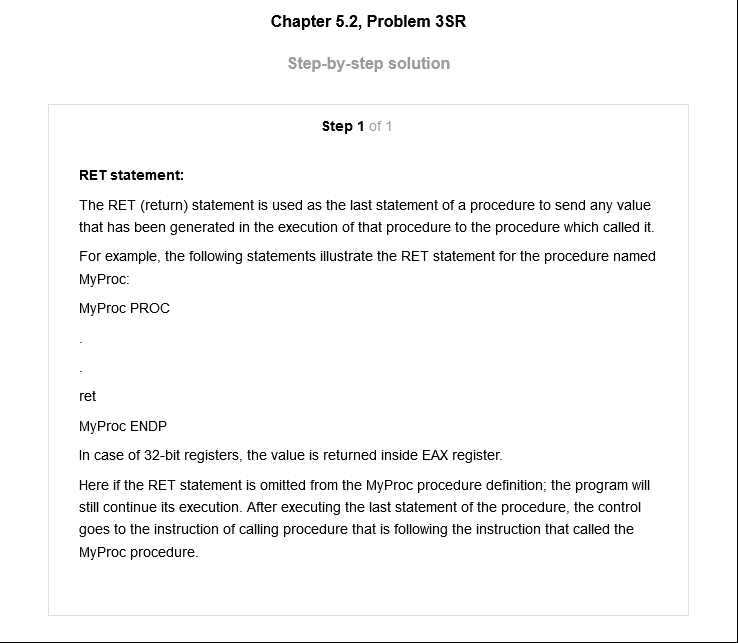 Chapter 5.2, Problem 3SR
Step-by-step solution
Step 1 of 1
RET statement:
The RET (return) statement is used as the last statement of a procedure to send any value
that has been generated in the execution of that procedure to the procedure which called it.
For example, the following statements illustrate the RET statement for the procedure named
MyProc:
MyProc PROC
.
.
ret
MyProc ENDP
In case of 32-bit registers, the value is returned inside EAX register.
Here if the RET statement is omitted from the MyProc procedure definition; the program will
still continue its execution. After executing the last statement of the procedure, the control
goes to the instruction of calling procedure that is following the instruction that called the
MyProc procedure.